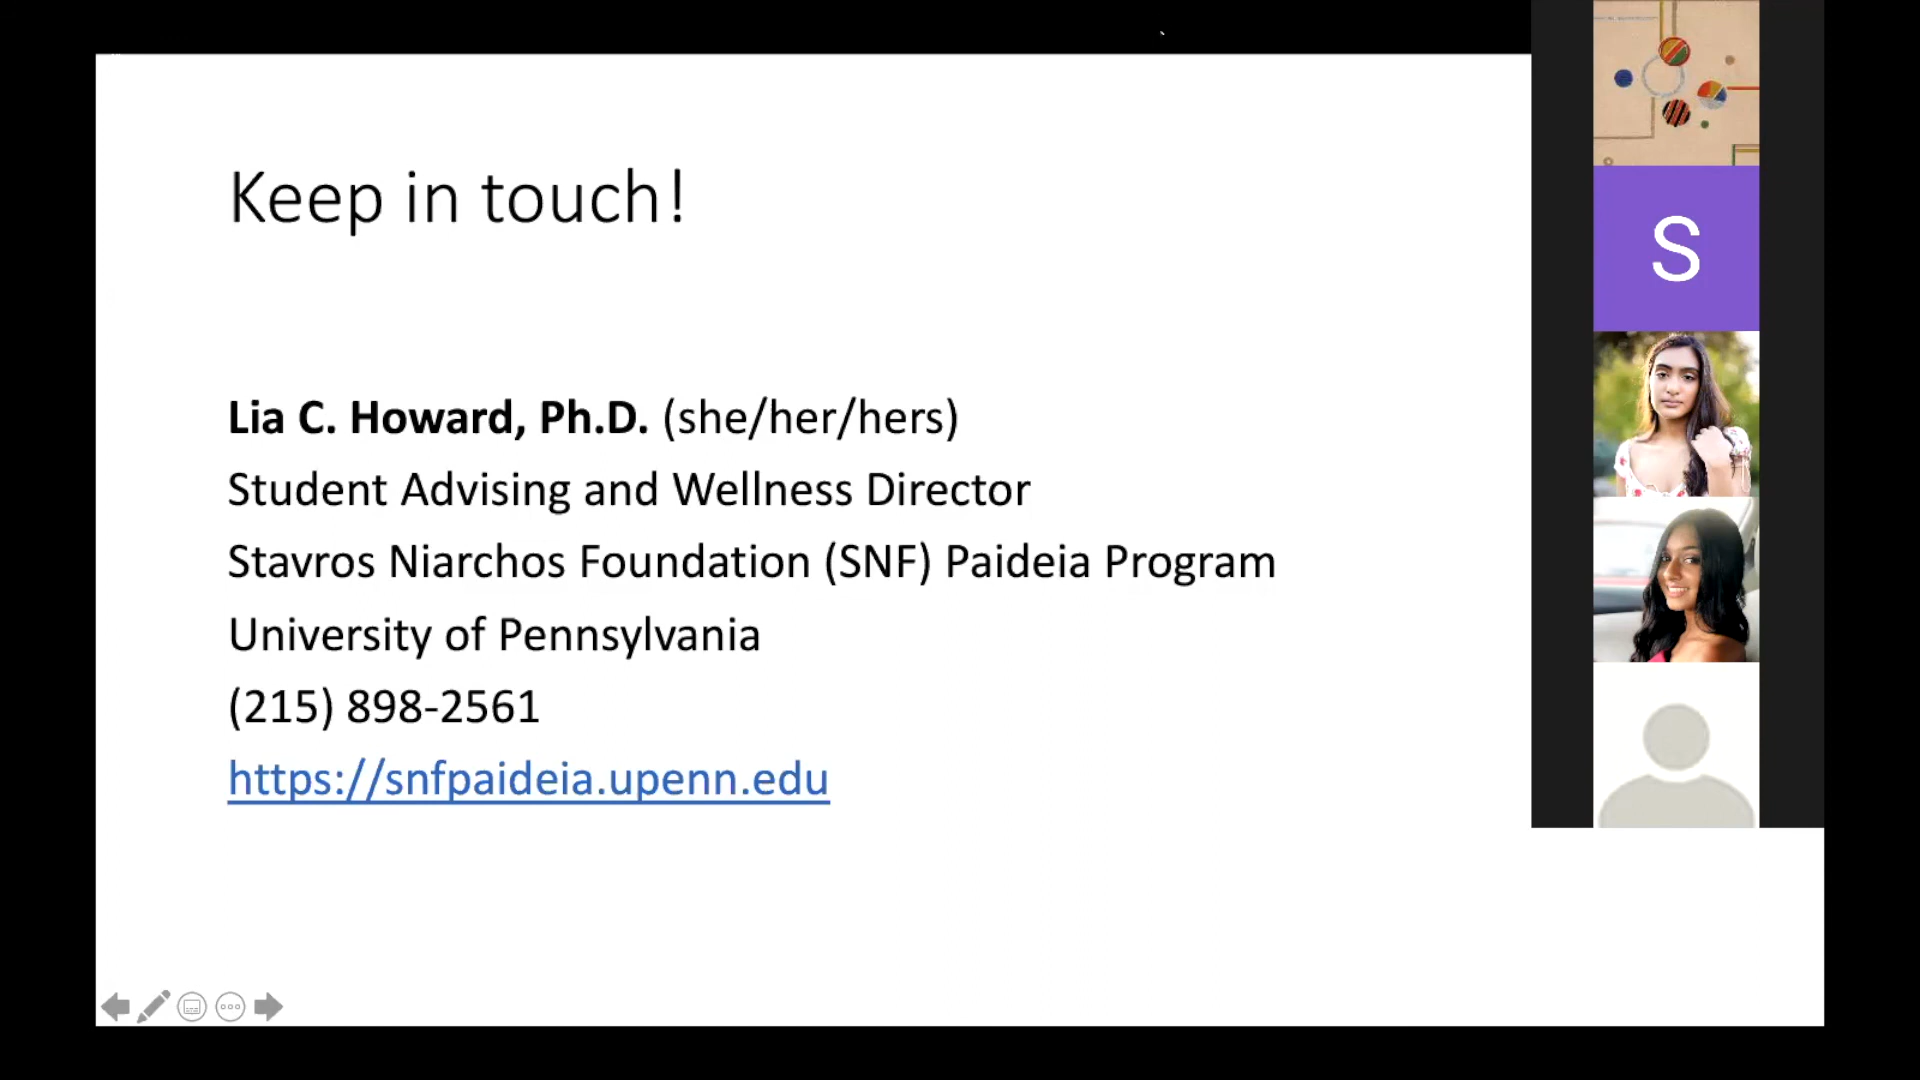 Keep in touch!
Lia C. Howard, Ph.D. (she/her/hers)
Student Advising and Wellness Director
Stavros Niarchos Foundation (SNF) Paideia Program
University of Pennsylvania
(215) 898-2561
https://snfpaideia.upenn.edu
S